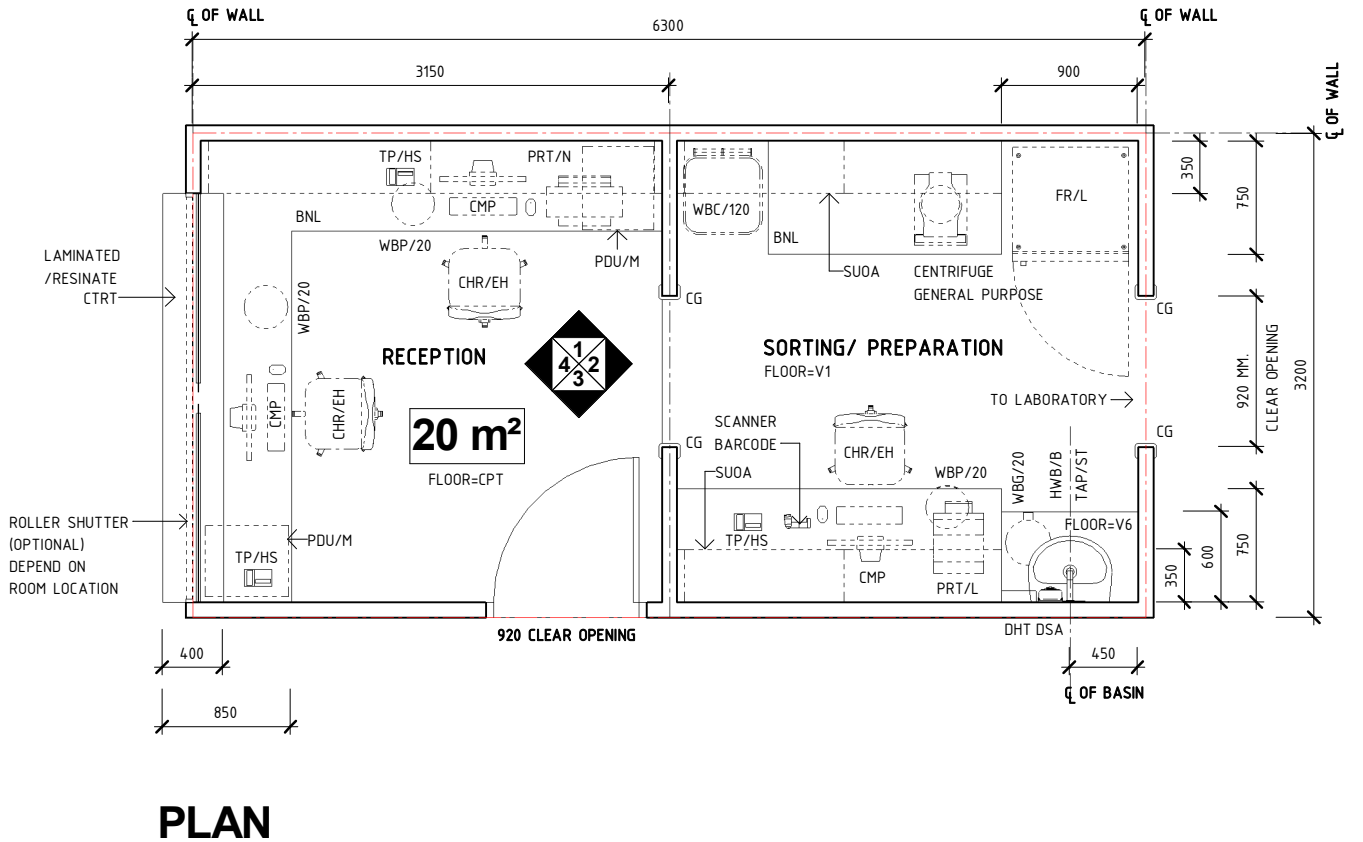 ℄ OF WALL
℄ OF WALL
6300
3150
900
℄ OF WALL
TP/HS
PRT/N
350
750
CMP
WBC/120
FR/L
BNL
BNL
WBP/20
PDU/M
SUOA
CENTRIFUGE
GENERAL PURPOSE
LAMINATED
/RESINATE
CTRT
CHR/EH
WBP/20
CG
CG
RECEPTION
1
4 2
3
SORTING/ PREPARATION
FLOOR=V1
920 MM.
CLEAR OPENING
3200
TO LABORATORY
CMP
CHR/EH
20 m²
FLOOR=CPT
SCANNER
BARCODE
CG
CG
SUOA
CHR/EH
WBP/20
WBG/20
HWB/B
TAP/ST
ROLLER SHUTTER
(OPTIONAL)
DEPEND ON
ROOM LOCATION
PDU/M
TP/HS
TP/HS
FLOOR=V6
CMP
PRT/L
350
600
750
920 CLEAR OPENING
DHT DSA
400
450
℄ OF BASIN
850
PLAN